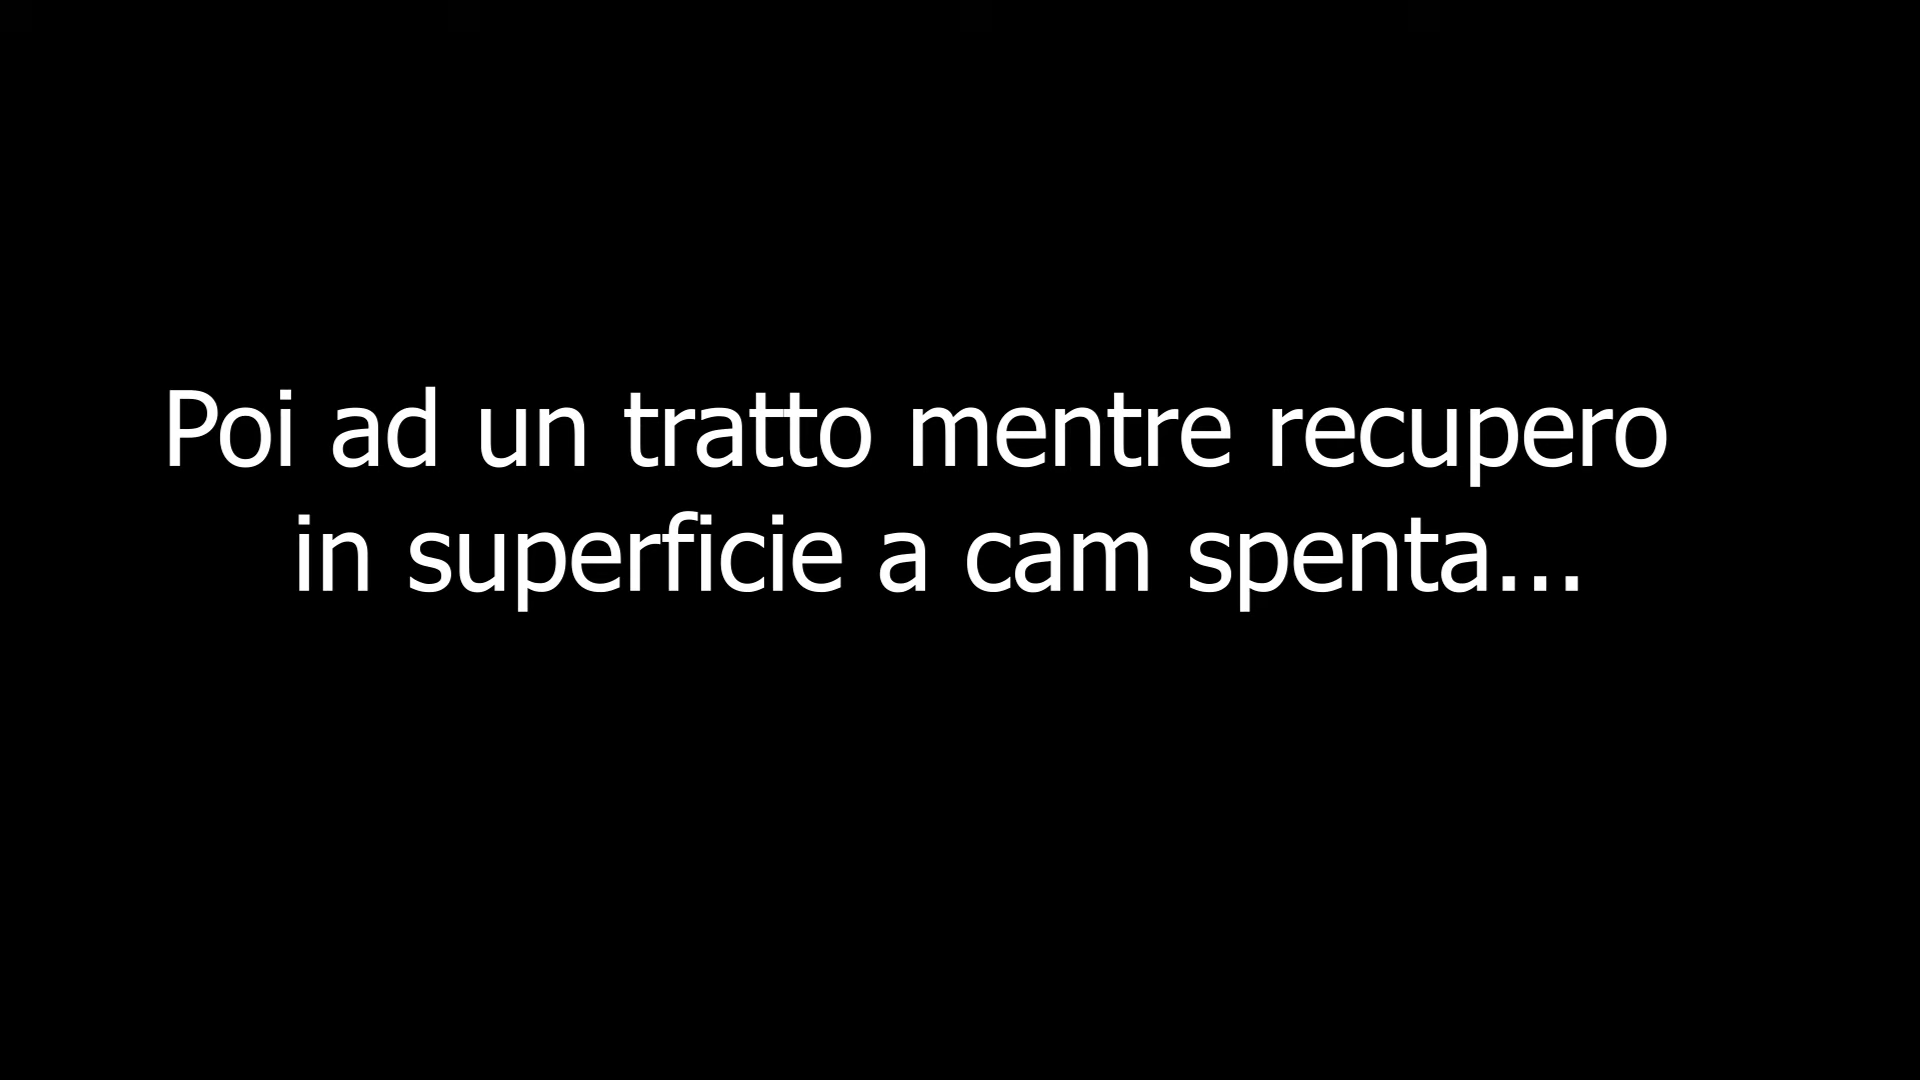 Poi ad un tratto mentre recupero
in superficie a cam spenta...